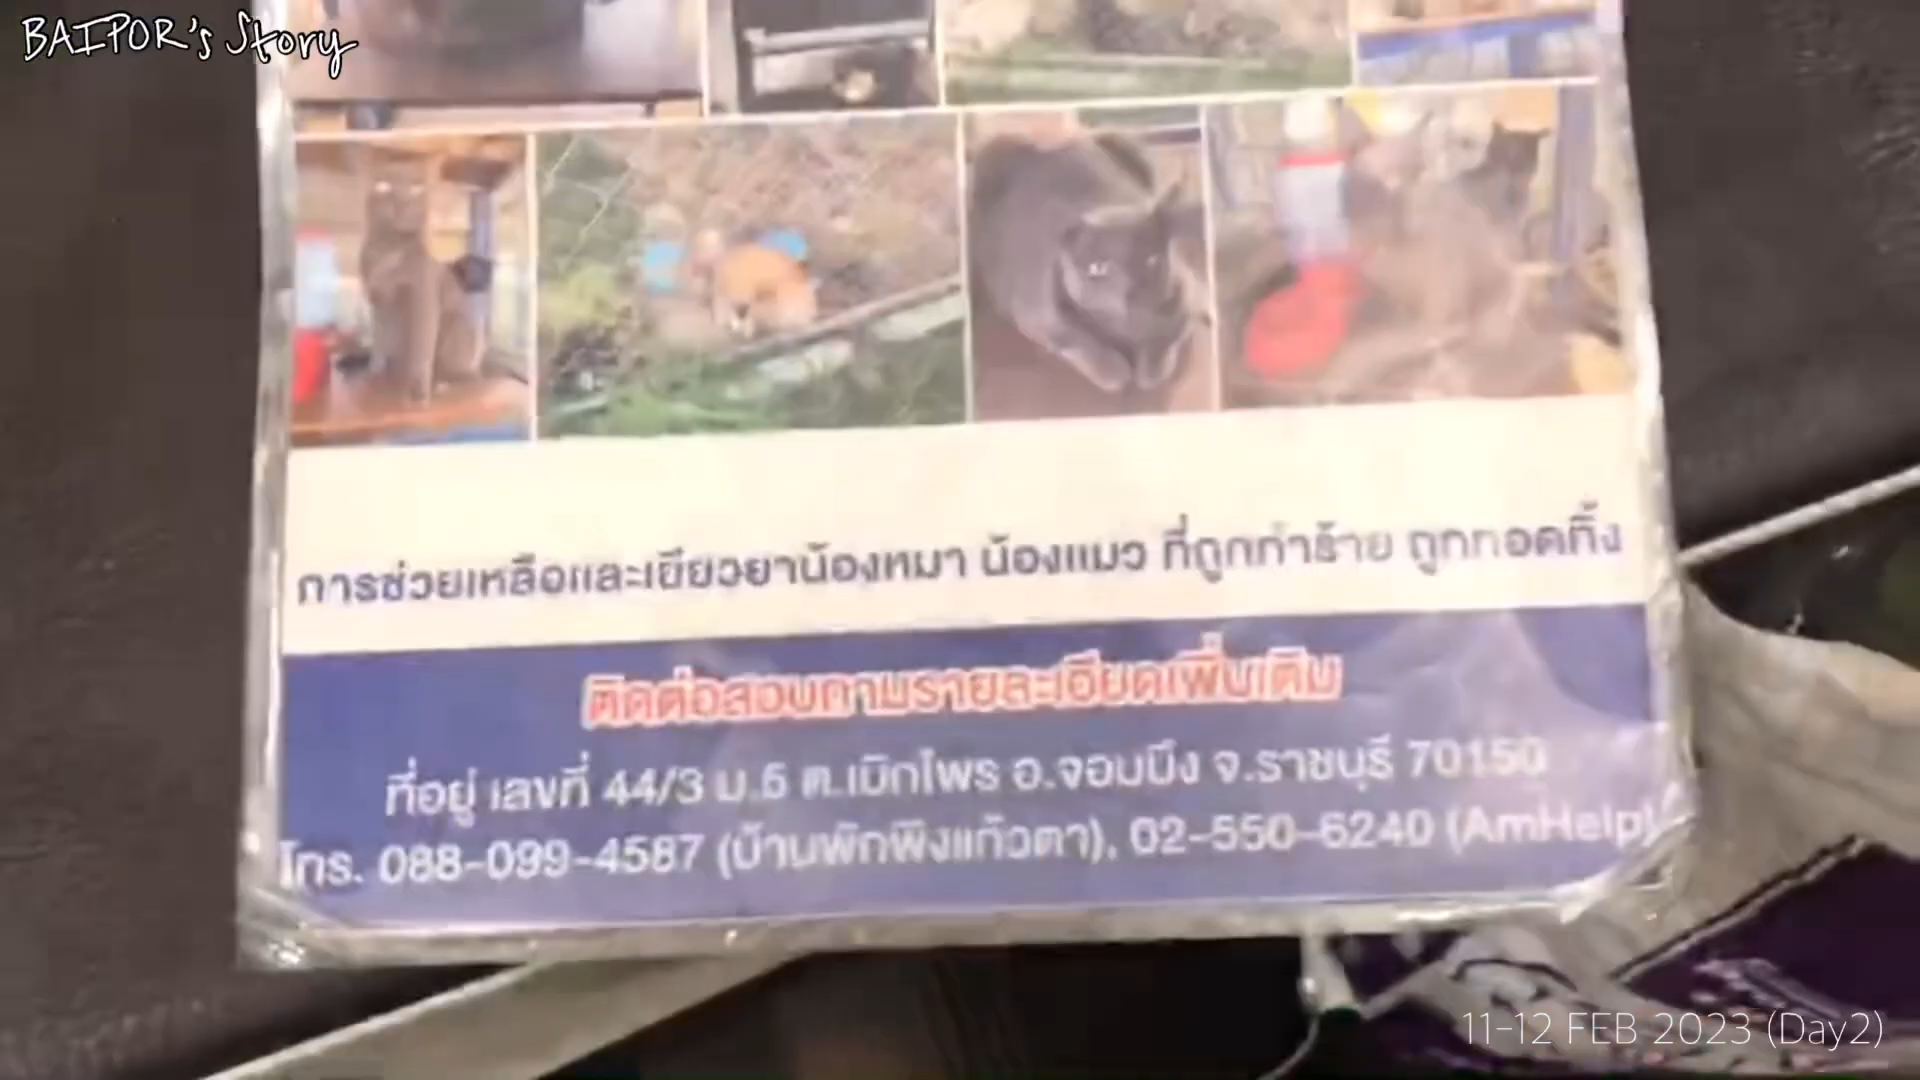 BAIPOR's Story
การช่วยเหลือและเยียวยาน้องหมา น้องแมว ที่ถูกทำร้าย ถูกทอดทิ้ง
ติดต่อสอบถามรายละเอียดเพิ่มเติม
ที่อยู่ เลขที่ 44/3 ม.5 ต.เบิกไพร อ.จอมบึง จ.ราชบุรี 70150
โทร. 088-099-4587 (บ้านพักพิงแก้วตา), 02-550-6240 (AmHelp)
11-12 FEB 2023 (Day2)